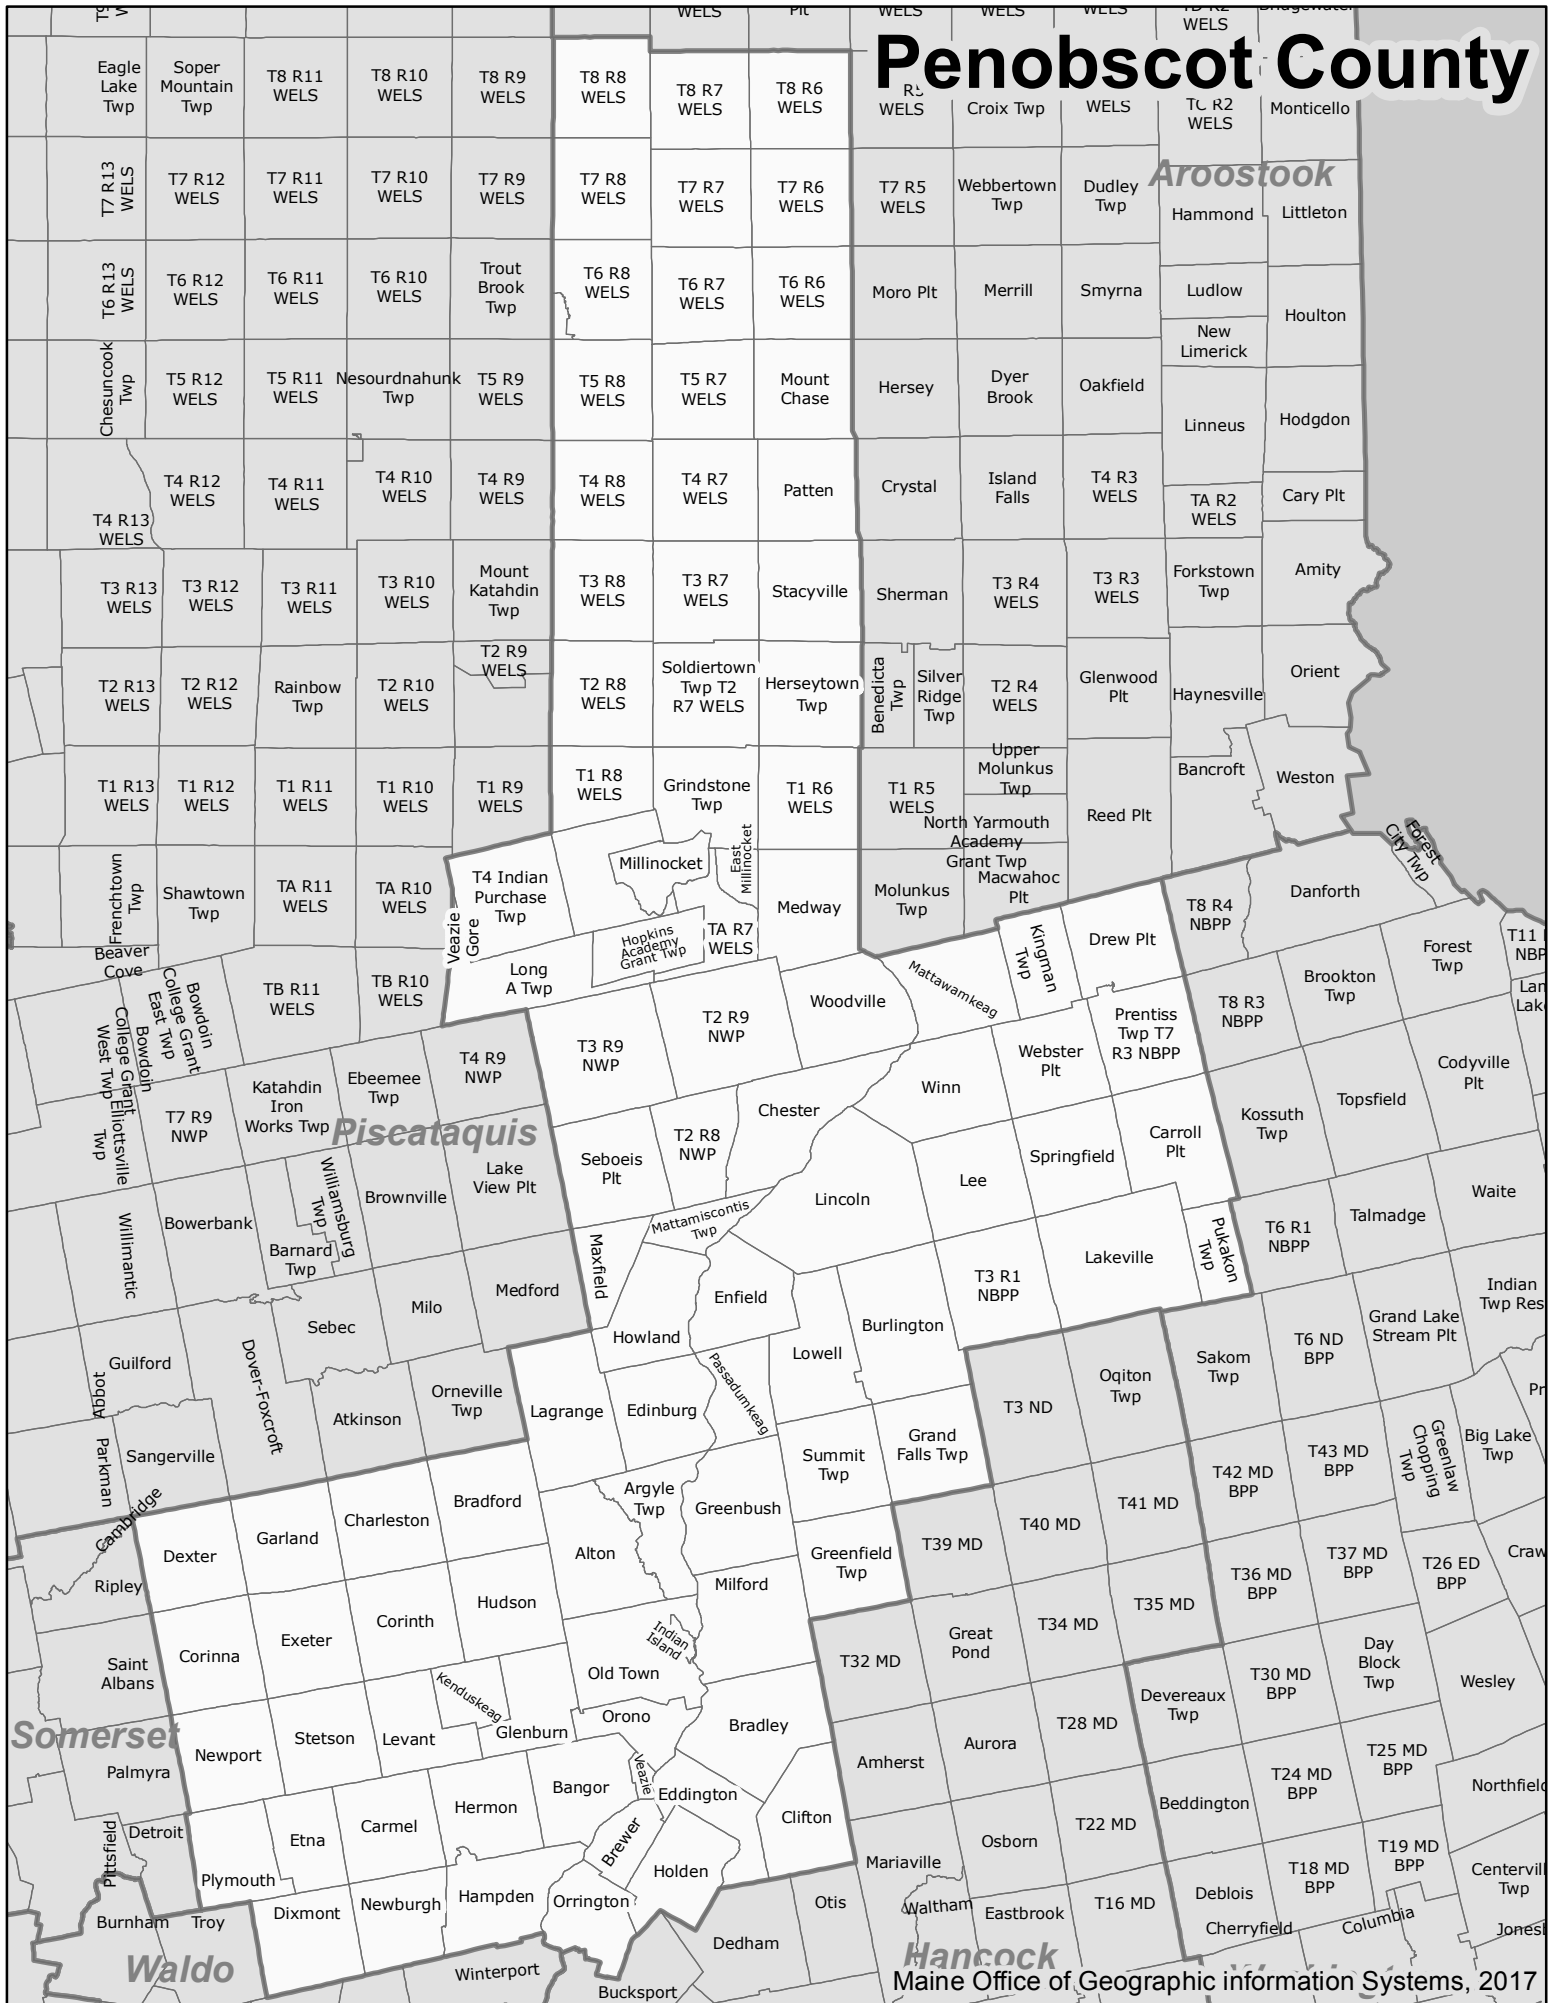 Penobscot County
WELS
Plt
WELS
WELS
WELS
WELS
Eagle
Lake
Twp
Soper
Mountain
Twp
T8 R11
WELS
T8 R10
WELS
T8 R9
WELS
T8 R8
WELS
T8 R7
WELS
T8 R6
WELS
R5
WELS
Croix Twp
WELS
TC R2
WELS
Monticello
T7 R13
WELS
T7 R12
WELS
T7 R11
WELS
T7 R10
WELS
T7 R9
WELS
T7 R8
WELS
T7 R7
WELS
T7 R6
WELS
T7 R5
WELS
Webbertown
Twp
Dudley
Twp
Aroostook
Hammond
Littleton
T6 R13
WELS
T6 R12
WELS
T6 R11
WELS
T6 R10
WELS
Trout
Brook
Twp
T6 R8
WELS
T6 R7
WELS
T6 R6
WELS
Moro Plt
Merrill
Smyrna
Ludlow
Houlton
New
Limerick
Chesuncook
Twp
T5 R12
WELS
T5 R11
WELS
Nesourdnahunk
Twp
T5 R9
WELS
T5 R8
WELS
T5 R7
WELS
Mount
Chase
Hersey
Dyer
Brook
Oakfield
Linneus
Hodgdon
T4 R13
WELS
T4 R12
WELS
T4 R11
WELS
T4 R10
WELS
T4 R9
WELS
T4 R8
WELS
T4 R7
WELS
Patten
Crystal
Island
Falls
T4 R3
WELS
TA R2
WELS
Cary Plt
T3 R13
WELS
T3 R12
WELS
T3 R11
WELS
T3 R10
WELS
Mount
Katahdin
Twp
T3 R8
WELS
T3 R7
WELS
Stacyville
Sherman
T3 R4
WELS
T3 R3
WELS
Forkstown
Twp
Amity
T2 R13
WELS
T2 R12
WELS
Rainbow
Twp
T2 R10
WELS
T2 R9
WELS
T2 R8
WELS
Soldiertown
Twp T2
R7 WELS
Herseytown
Twp
Benedicta
Twp
Silver
Ridge
Twp
T2 R4
WELS
Glenwood
Plt
Haynesville
Orient
T1 R13
WELS
T1 R12
WELS
T1 R11
WELS
T1 R10
WELS
T1 R9
WELS
T1 R8
WELS
Grindstone
Twp
T1 R6
WELS
T1 R5
WELS
Upper
Molunkus
Twp
North Yarmouth
Academy
Grant Twp
Reed Plt
Bancroft
Weston
Frenchtown
Twp
Shawtown
Twp
TA R11
WELS
TA R10
WELS
Veazie
Gore
T4 Indian
Purchase
Twp
Millinocket
East
Millinocket
Medway
Molunkus
Twp
Macwahoc
Plt
T8 R4
NBPP
Danforth
Forest
City Twp
Beaver
Cove
Bowdoin
College Grant
East Twp
TB R11
WELS
TB R10
WELS
Long
A Twp
Hopkins
Academy
Grant Twp
TA R7
WELS
Woodville
Mattawamkeag
Kingman
Twp
Drew Plt
T8 R3
NBPP
Brookton
Twp
Forest
Twp
T11
NBP
Lake
Bowdoin
College Grant
West Twp
Elliottsville
Twp
T7 R9
NWP
Katahdin
Iron
Works Twp
Ebeemee
Twp
T4 R9
NWP
T3 R9
NWP
T2 R9
NWP
Winn
Webster
Plt
Prentiss
Twp T7
R3 NBPP
Kossuth
Twp
Topsfield
Codyville
Plt
Piscataquis
Lake
View Plt
Seboeis
Plt
T2 R8
NWP
Chester
Lincoln
Lee
Springfield
Carroll
Plt
Waite
Willimantic
Bowerbank
Williamsburg
Twp
Barnard
Twp
Brownville
Medford
Maxfield
Mattamiscontis
Twp
Enfield
T3 R1
NBPP
Lakeville
Pukakon
Twp
T6 R1
NBPP
Talmadge
Indian
Twp Res
Guilford
Abbot
Dover-Foxcroft
Sebec
Milo
Howland
Passadumkeag
Lowell
Burlington
Sakom
Twp
T6 ND
BPP
Grand Lake
Stream Plt
Pr
Parkman
Sangerville
Atkinson
Orneville
Twp
Lagrange
Edinburg
Summit
Twp
Grand
Falls Twp
T3 ND
Oqiton
Twp
T42 MD
BPP
T43 MD
BPP
Greenlaw
Chopping
Twp
Big Lake
Twp
Cambridge
Dexter
Garland
Charleston
Bradford
Alton
Argyle
Twp
Greenbush
Greenfield
Twp
T39 MD
T40 MD
T41 MD
T36 MD
BPP
T37 MD
BPP
T26 ED
BPP
Craw
Ripley
Corinna
Exeter
Corinth
Hudson
Milford
Indian
Island
T32 MD
Great
Pond
T34 MD
T35 MD
T30 MD
BPP
Day
Block
Twp
Wesley
Saint
Albans
Somerset
Palmyra
Newport
Stetson
Levant
Kenduskeag
Glenburn
Old Town
Orono
Bradley
Amherst
Aurora
T28 MD
Devereaux
Twp
T24 MD
BPP
T25 MD
BPP
Northfield
Pittsfield
Detroit
Plymouth
Etna
Carmel
Hermon
Bangor
Veazie
Eddington
Brewer
Holden
Clifton
Mariaville
Osborn
T22 MD
Beddington
T18 MD
BPP
T19 MD
BPP
Centervill
Twp
Burnham
Troy
Dixmont
Newburgh
Hampden
Orrington
Dedham
Otis
Waltham
Eastbrook
T16 MD
Deblois
Cherryfield
Columbia
Jonesb
Waldo
Winterport
Bucksport
Hancock
Maine Office of Geographic information Systems, 2017